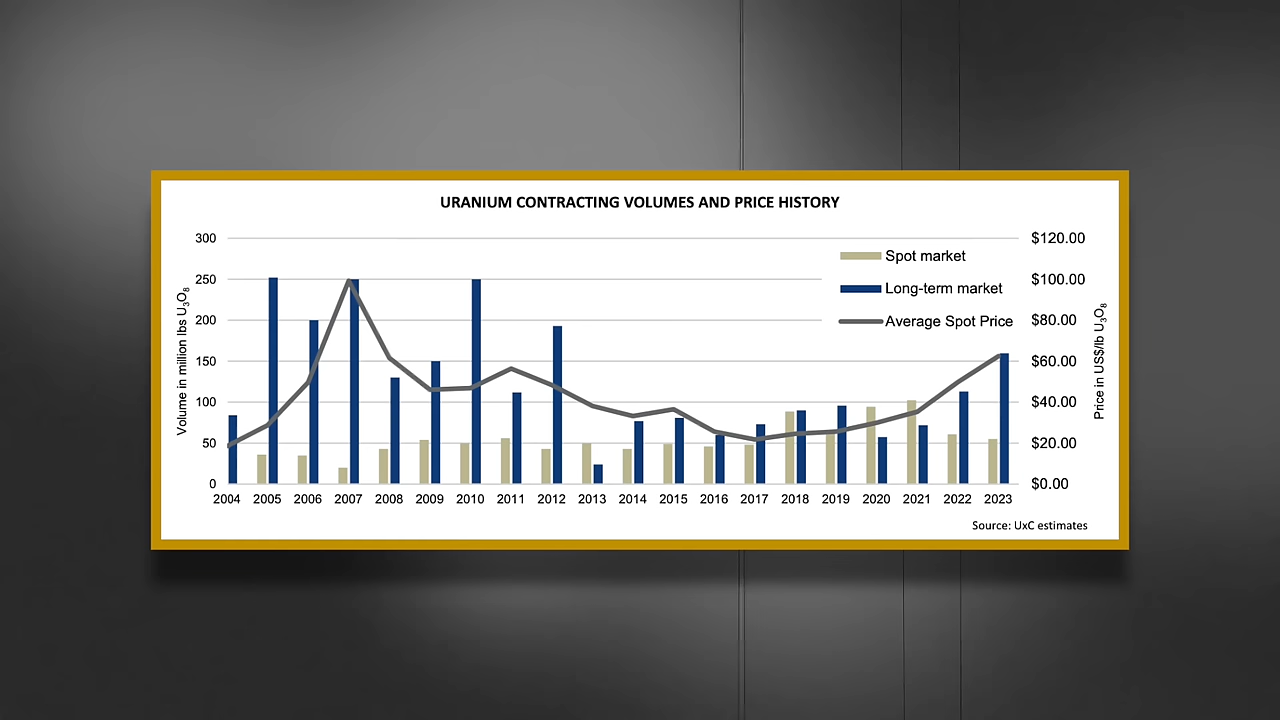 URANIUM CONTRACTING VOLUMES AND PRICE HISTORY
Volume in million lbs U₃O₈
300
250
200
150
100
50
0
Spot market
Long-term market
Average Spot Price
$120.00
$100.00
$80.00
$60.00
$40.00
$20.00
$0.00
Price in US$/lb U₃O₈
2004 2005 2006 2007 2008 2009 2010 2011 2012 2013 2014 2015 2016 2017 2018 2019 2020 2021 2022 2023
Source: UxC estimates